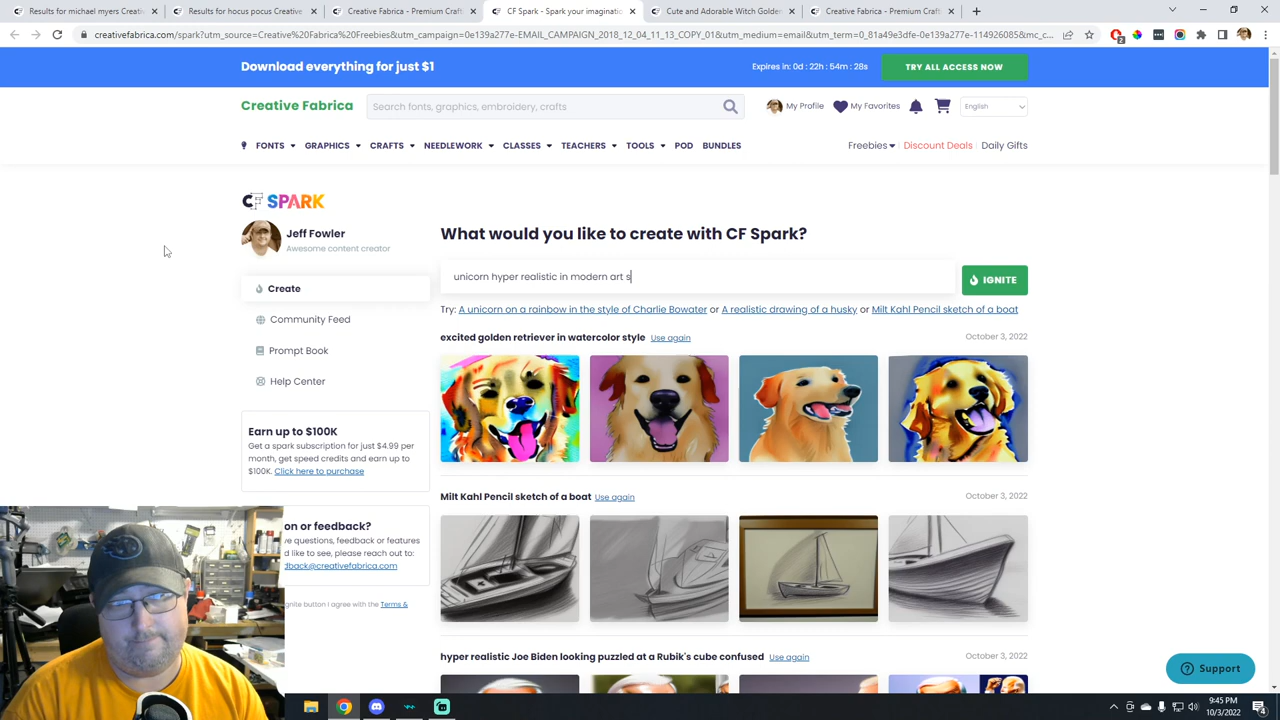 Results for michael myers
Results for hocus pocus
CF Spark - "Imaginatio
Cute and Adorable CF Spark
Premium Fabrica
creativefabrica.com/spark?utm_source=Creative%20Fabrica%20Freebies&utm_campaign=0e139a277e-EMAIL_CAMPAIGN_2018_12_04_11_13_COPY_01&utm_medium=email&utm_term=0_81a49e3dfe-0e139a277e-114926085&mc_c...
Download everything for just $1
Expires in: 0d : 22h : 54m : 28s
TRY ALL ACCESS NOW
Creative Fabrica
Search fonts, graphics, embroidery, crafts
My Profile
My Favorites
English
FONTS GRAPHICS CRAFTS NEEDLEWORK CLASSES TEACHERS TOOLS POD BUNDLES
Freebies Discount Deals Daily Gifts
CF SPARK
Jeff Fowler
Awesome content creator
Create
Community Feed
Prompt Book
Help Center
Earn up to $100K
Get a spark subscription for just $4.99 per
month, get speed credits and earn up to
$100K. Click here to purchase
on or feedback?
ve questions, feedback or features
d like to see, please reach out to:
dback@creativefabrica.com
gnite button I agree with the Terms &
What would you like to create with CF Spark?
unicorn hyper realistic in modern art s
IGNITE
Try: A unicorn on a rainbow in the style of Charlie Bowater or A realistic drawing of a husky or Milt Kahl Pencil sketch of a boat
excited golden retriever in watercolor style Use again
October 3, 2022
Milt Kahl Pencil sketch of a boat Use again
October 3, 2022
hyper realistic Joe Biden looking puzzled at a Rubik's cube confused Use again
October 3, 2022
Support
9:45 PM
10/3/2022